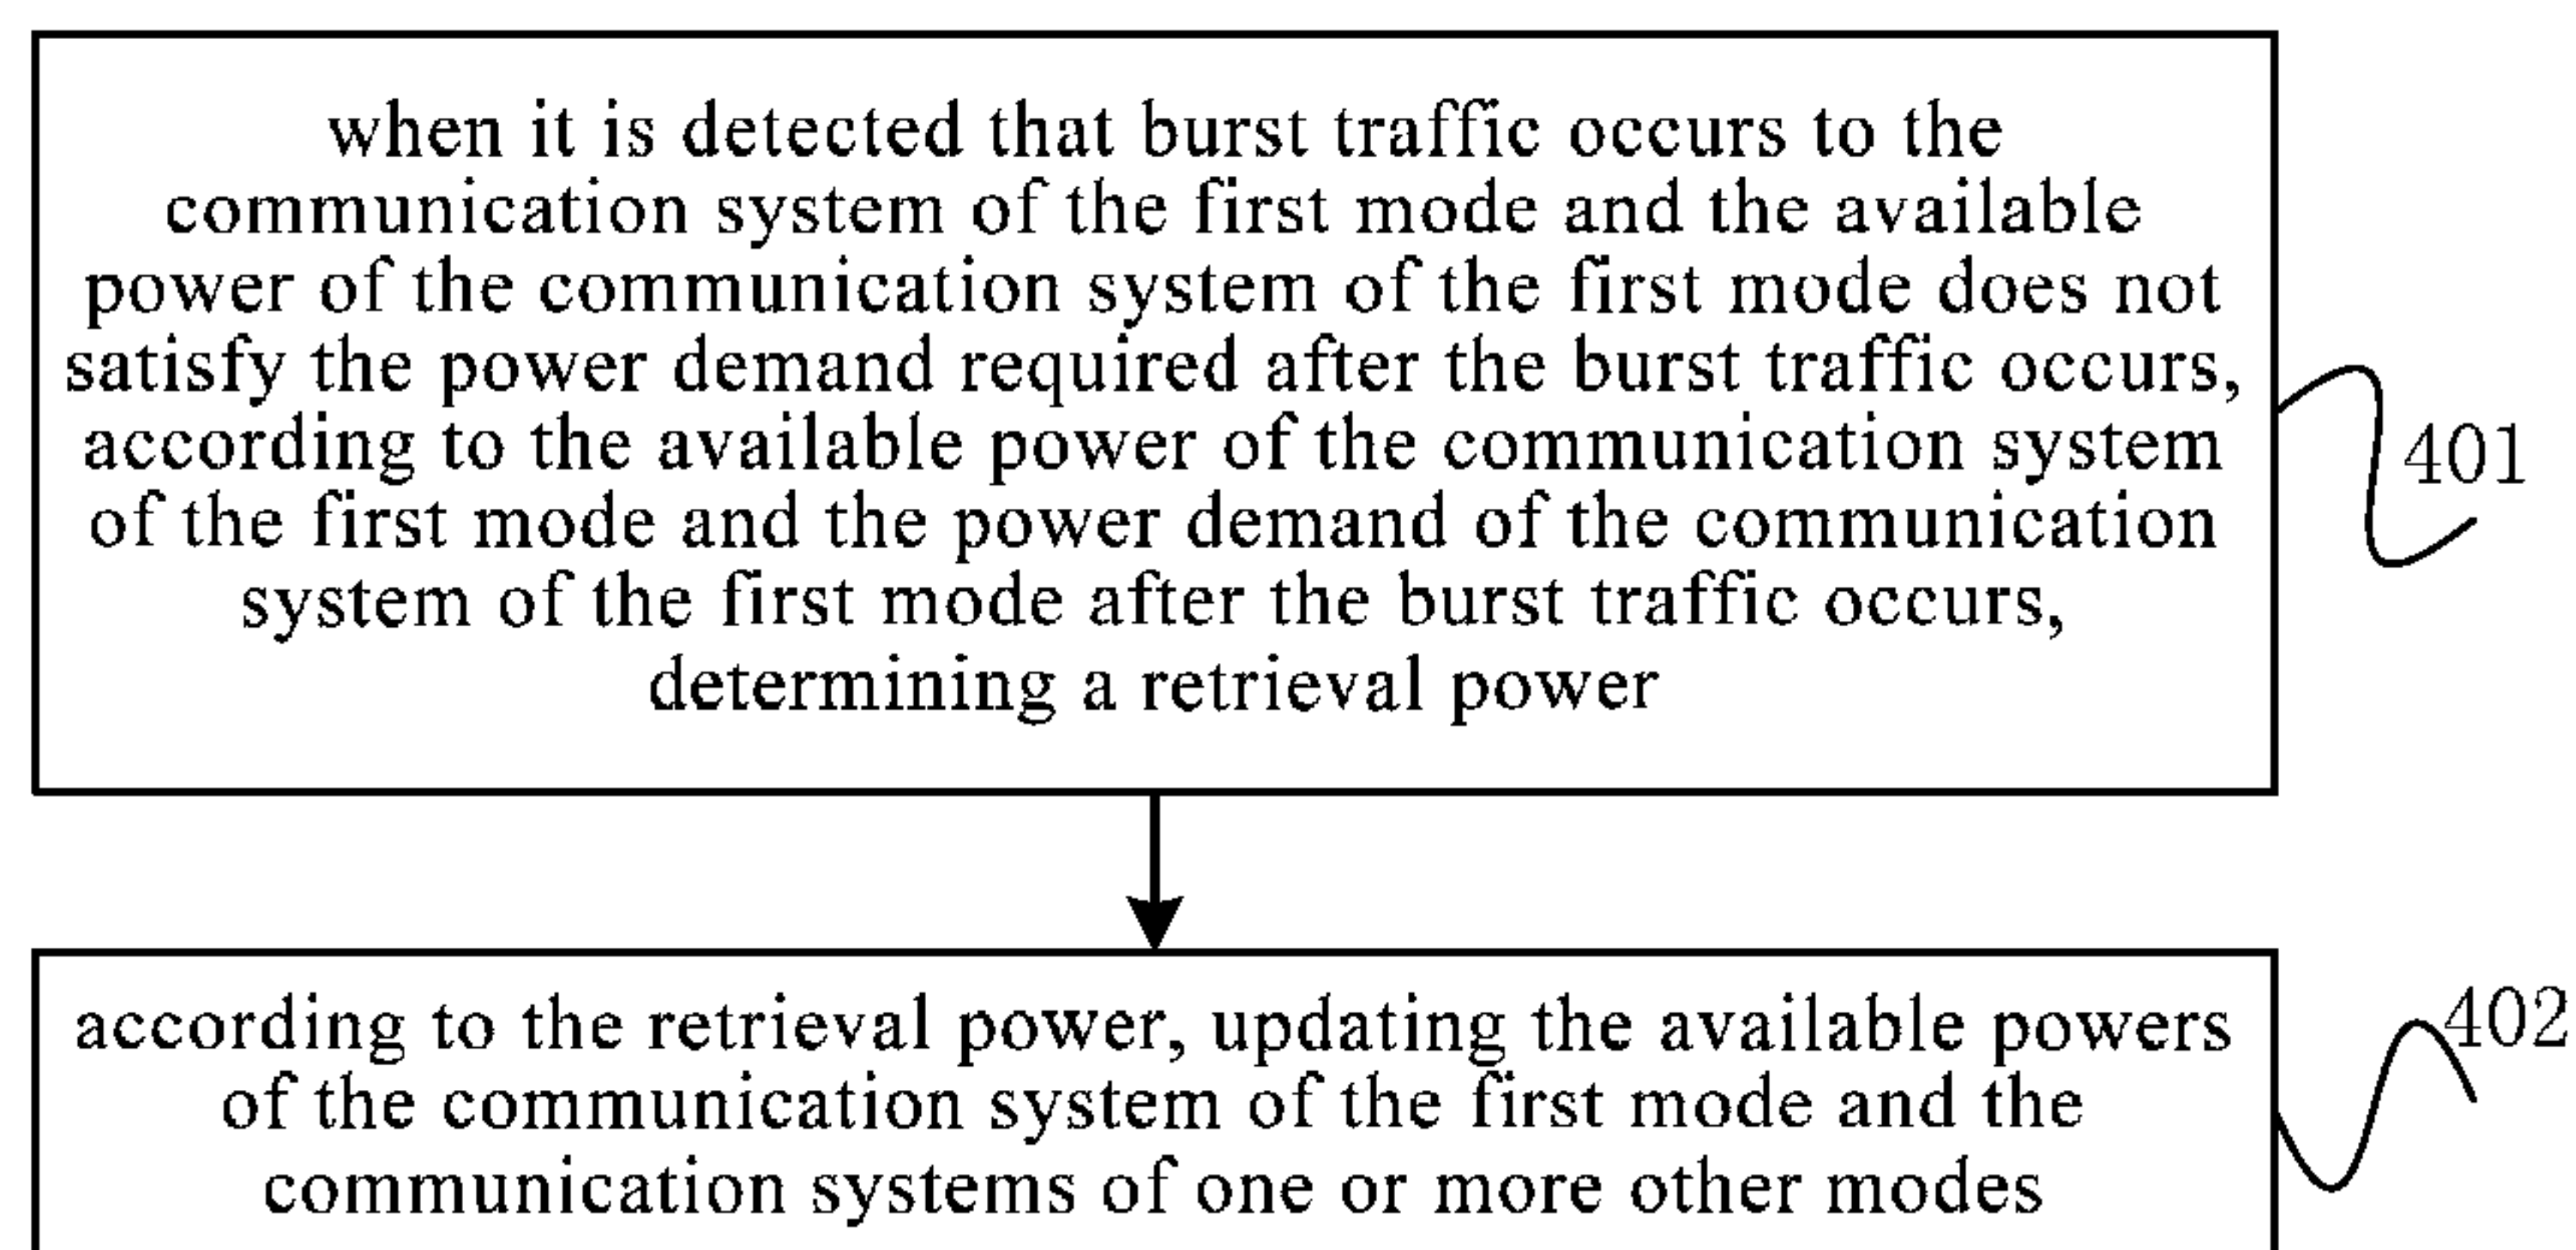 when it is detected that burst traffic occurs to the
communication system of the first mode and the available
power of the communication system of the first mode does not
satisfy the power demand required after the burst traffic occurs,
according to the available power of the communication system
of the first mode and the power demand of the communication
system of the first mode after the burst traffic occurs,
determining a retrieval power
401
according to the retrieval power, updating the available powers
of the communication system of the first mode and the
communication systems of one or more other modes
402